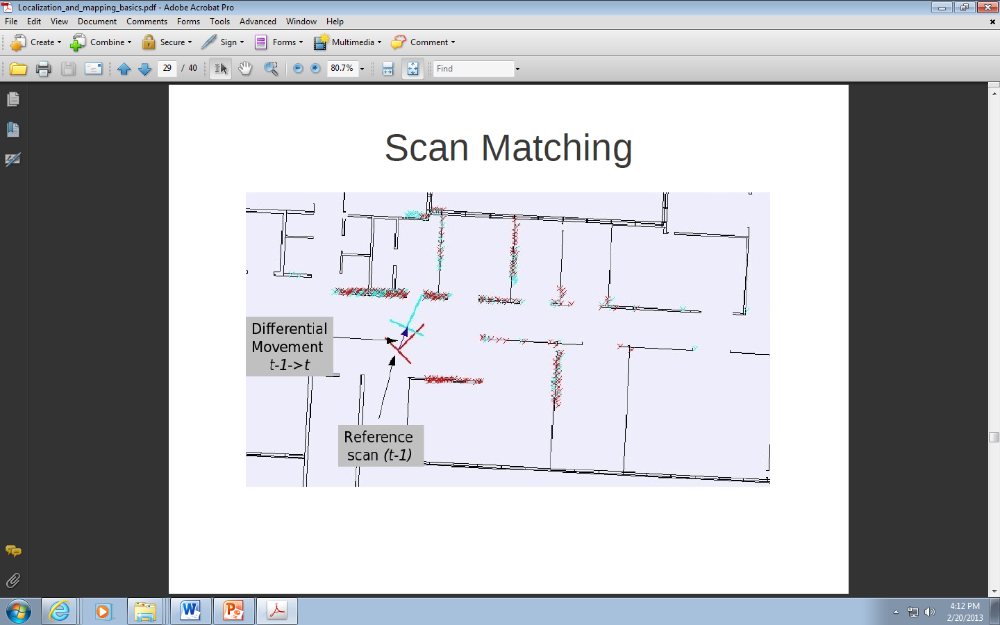 Localization_and_mapping_basics.pdf - Adobe Acrobat Pro
File Edit View Document Comments Forms Tools Advanced Window Help
Create Combine Secure Sign Forms Multimedia Comment
29 / 40 80.7% Find
Scan Matching
Differential
Movement
t-1->t
Reference
scan (t-1)
4:12 PM
2/20/2013